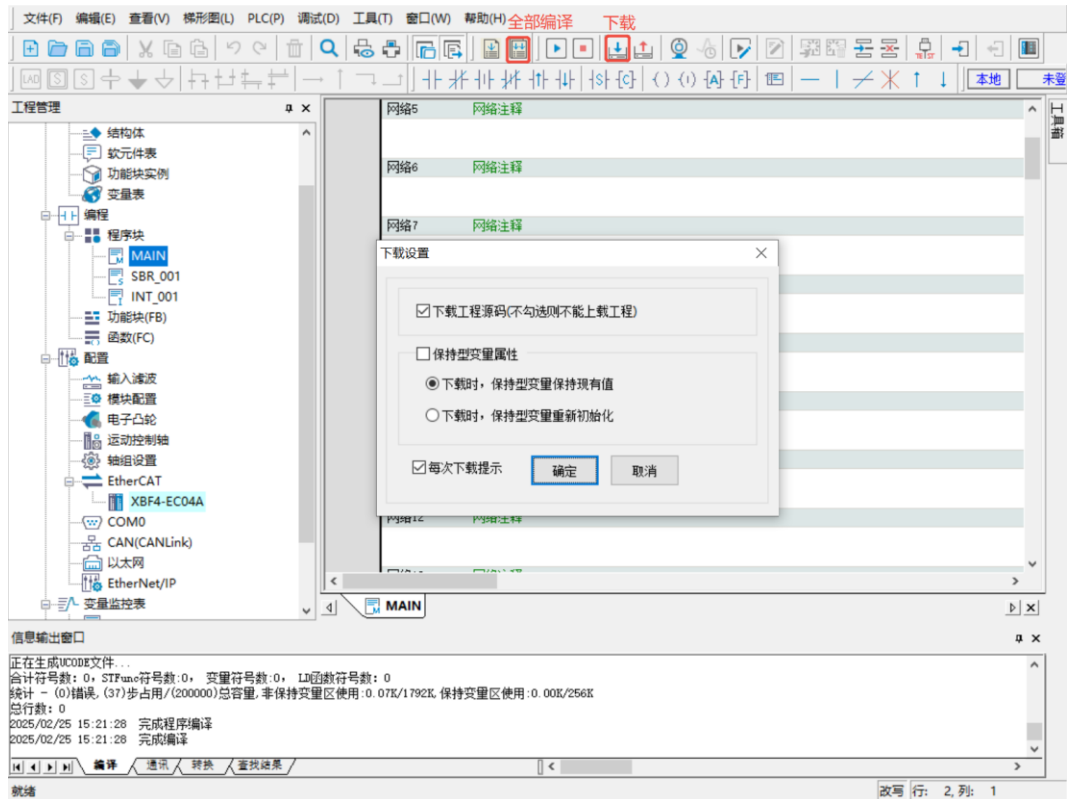 文件(F) 编辑(E) 查看(V) 梯形图(L) PLC(P) 调试(D) 工具(T) 窗口(W) 帮助(H) 全部编译 下载
LAD S S
S C A F 本地 未登
工程管理
工具箱
结构体
软元件表
功能块实例
变量表
编程
程序块
MAIN
SBR_001
INT_001
功能块(FB)
函数(FC)
配置
输入滤波
模块配置
电子凸轮
运动控制轴
轴组设置
EtherCAT
XBF4-EC04A
COM0
CAN(CANLink)
以太网
EtherNet/IP
变量监控表
网络5 网络注释
网络6 网络注释
网络7 网络注释
下载设置
下载工程源码(不勾选则不能上载工程)
保持型变量属性
下载时，保持型变量保持现有值
下载时，保持型变量重新初始化
每次下载提示 确定 取消
网络12 网络注释
MAIN
信息输出窗口
正在生成UCODE文件...
合计符号数: 0, STFunc符号数:0, 变量符号数:0, LD函数符号数: 0
统计 - (0)错误,(37)步占用/(200000)总容量,非保持变量区使用:0.07K/1792K,保持变量区使用:0.00K/256K
总行数: 0
2025/02/25 15:21:28 完成程序编译
2025/02/25 15:21:28 完成编译
编译 通讯 转换 查找结果
就绪 改写 行: 2, 列: 1